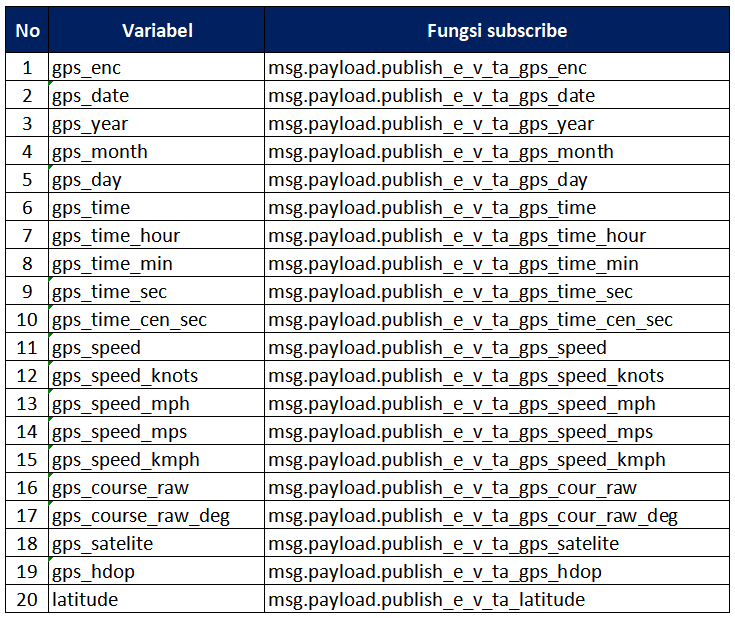 No Variabel Fungsi subscribe
1 gps_enc msg.payload.publish_e_v_ta_gps_enc
2 gps_date msg.payload.publish_e_v_ta_gps_date
3 gps_year msg.payload.publish_e_v_ta_gps_year
4 gps_month msg.payload.publish_e_v_ta_gps_month
5 gps_day msg.payload.publish_e_v_ta_gps_day
6 gps_time msg.payload.publish_e_v_ta_gps_time
7 gps_time_hour msg.payload.publish_e_v_ta_gps_time_hour
8 gps_time_min msg.payload.publish_e_v_ta_gps_time_min
9 gps_time_sec msg.payload.publish_e_v_ta_gps_time_sec
10 gps_time_cen_sec msg.payload.publish_e_v_ta_gps_time_cen_sec
11 gps_speed msg.payload.publish_e_v_ta_gps_speed
12 gps_speed_knots msg.payload.publish_e_v_ta_gps_speed_knots
13 gps_speed_mph msg.payload.publish_e_v_ta_gps_speed_mph
14 gps_speed_mps msg.payload.publish_e_v_ta_gps_speed_mps
15 gps_speed_kmph msg.payload.publish_e_v_ta_gps_speed_kmph
16 gps_course_raw msg.payload.publish_e_v_ta_gps_cour_raw
17 gps_course_raw_deg msg.payload.publish_e_v_ta_gps_cour_raw_deg
18 gps_satelite msg.payload.publish_e_v_ta_gps_satelite
19 gps_hdop msg.payload.publish_e_v_ta_gps_hdop
20 latitude msg.payload.publish_e_v_ta_latitude